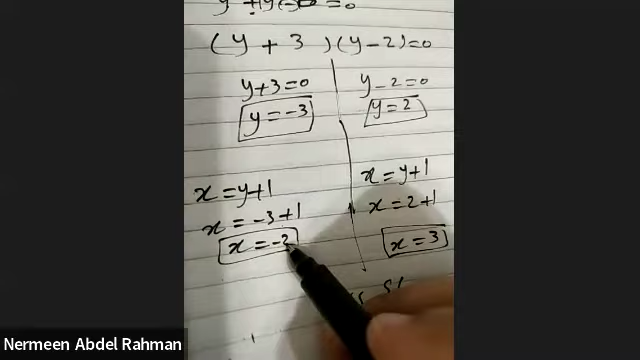 (y + 3)(y - 2) = 0
y + 3 = 0
y = -3
y - 2 = 0
y = 2
x = y + 1
x = -3 + 1
x = -2
x = y + 1
x = 2 + 1
x = 3
Nermeen Abdel Rahman